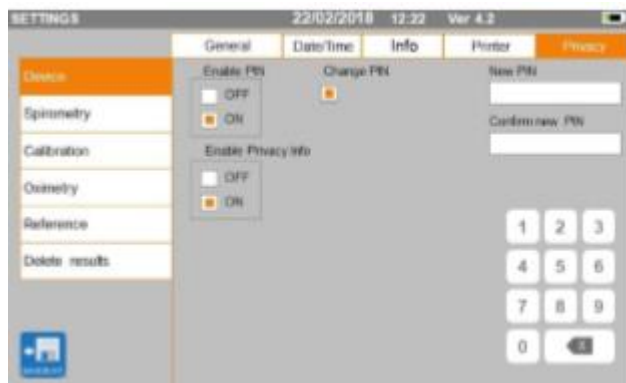 SETTINGS 22/02/2018 12:22 Ver 4.2
General Date/Time Info Printer Privacy
Device
Spirometry
Calibration
Oximetry
Reference
Delete results
Enable PIN
OFF
ON
Change PIN
New PIN
Confirm new PIN
Enable Privacy Info
OFF
ON
1 2 3
4 5 6
7 8 9
0 X